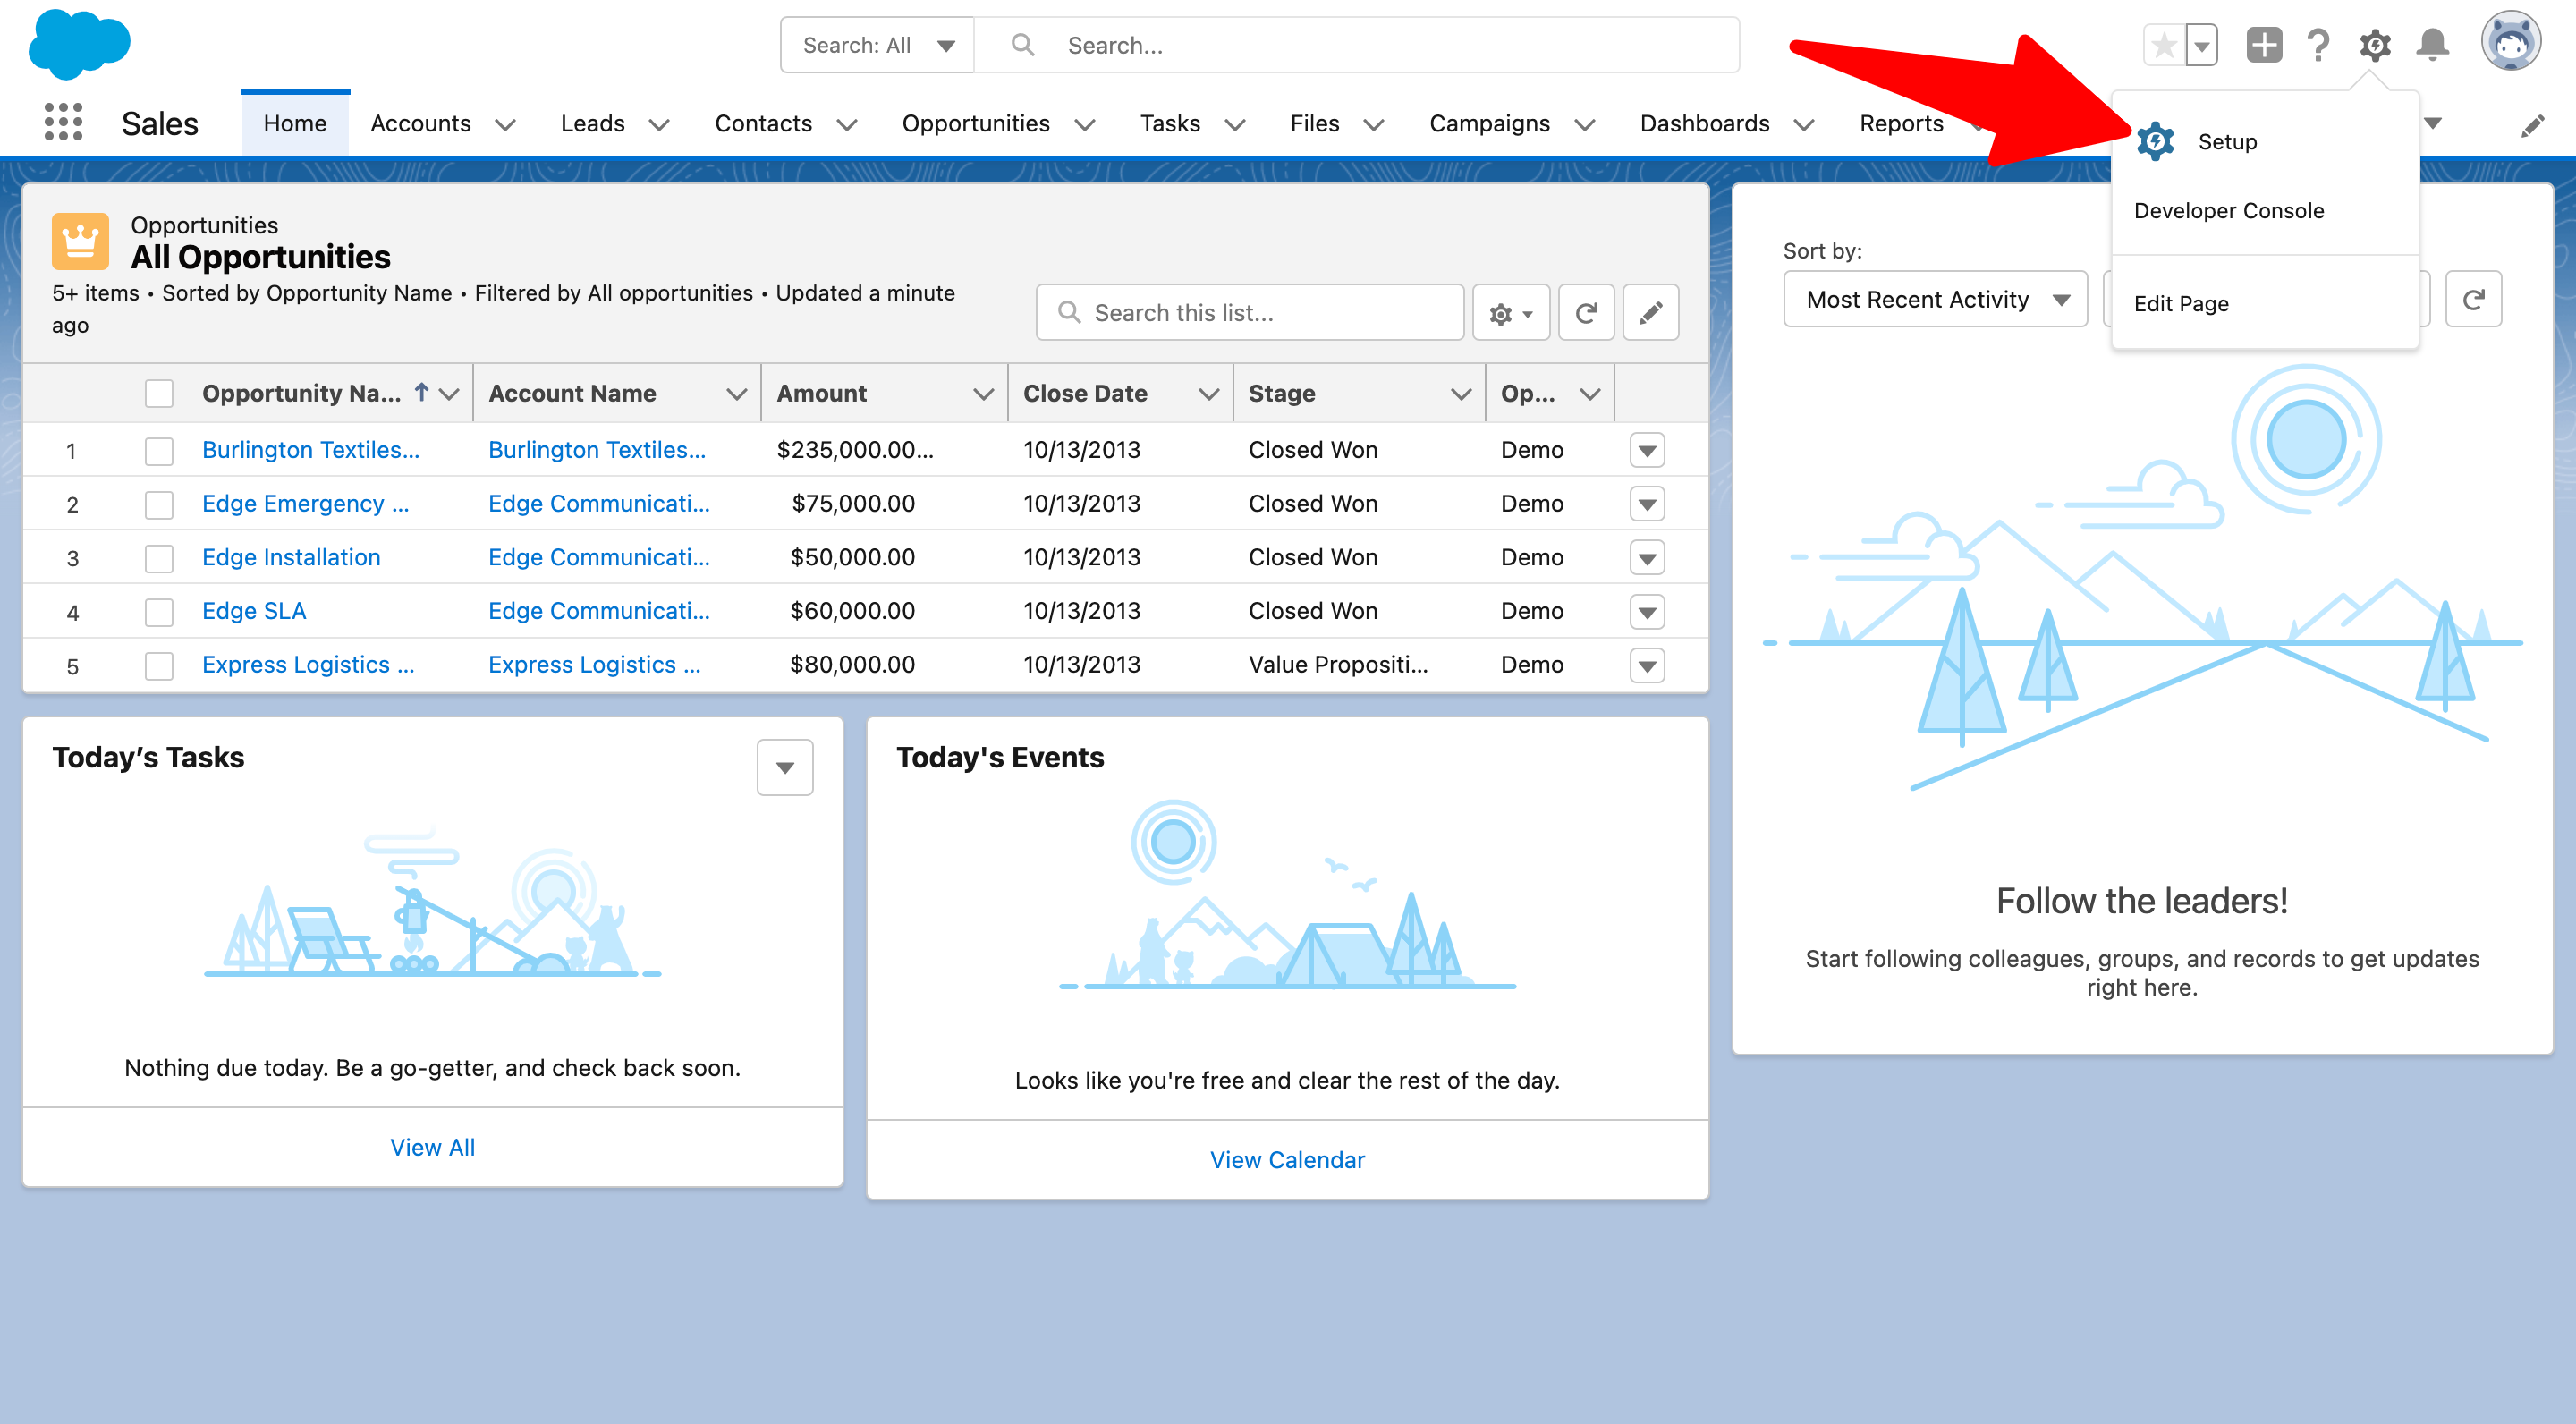 Search: All
Search...
Sales
Home
Accounts
Leads
Contacts
Opportunities
Tasks
Files
Campaigns
Dashboards
Reports
Setup
Developer Console
Edit Page
Opportunities
All Opportunities
5+ items • Sorted by Opportunity Name • Filtered by All opportunities • Updated a minute
ago
Search this list...
Opportunity Na... Account Name Amount Close Date Stage Op...
1 Burlington Textiles... Burlington Textiles... $235,000.00... 10/13/2013 Closed Won Demo
2 Edge Emergency ... Edge Communicati... $75,000.00 10/13/2013 Closed Won Demo
3 Edge Installation Edge Communicati... $50,000.00 10/13/2013 Closed Won Demo
4 Edge SLA Edge Communicati... $60,000.00 10/13/2013 Closed Won Demo
5 Express Logistics ... Express Logistics ... $80,000.00 10/13/2013 Value Propositi... Demo
Sort by:
Most Recent Activity
Follow the leaders!
Start following colleagues, groups, and records to get updates
right here.
Today’s Tasks
Nothing due today. Be a go-getter, and check back soon.
View All
Today's Events
Looks like you're free and clear the rest of the day.
View Calendar